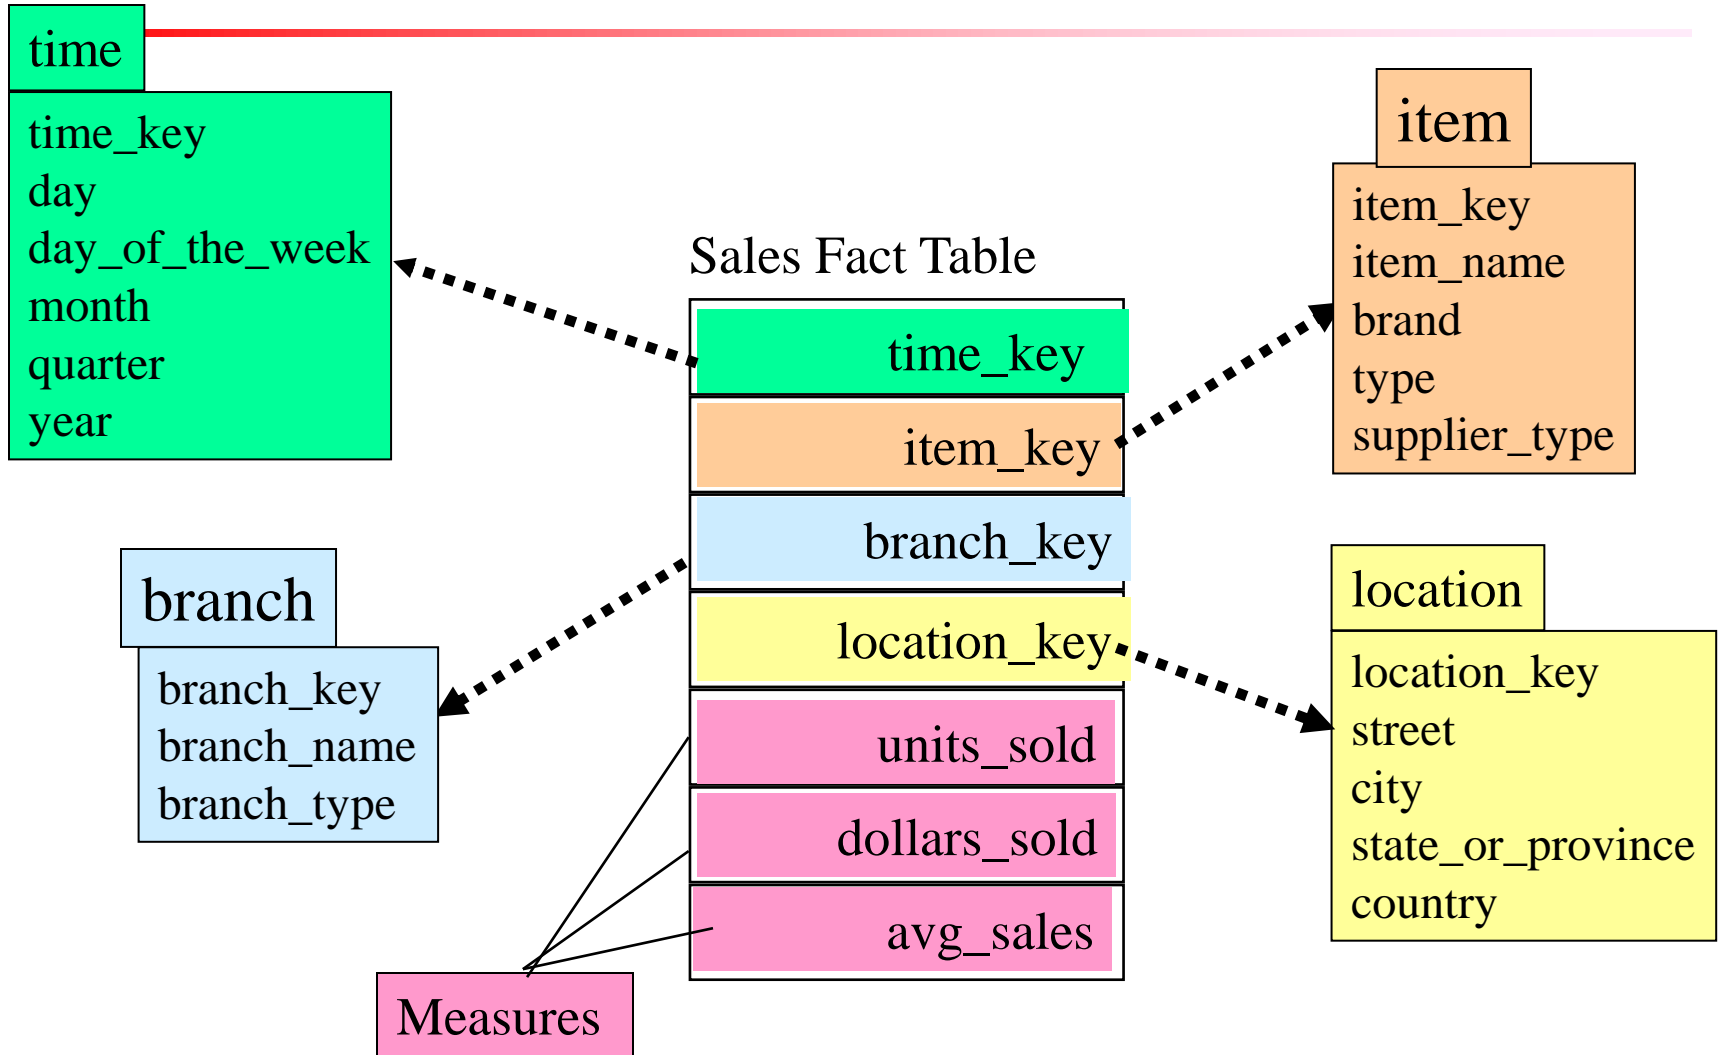 time
time_key
day
day_of_the_week
month
quarter
year
item
item_key
item_name
brand
type
supplier_type
Sales Fact Table
time_key
item_key
branch_key
location_key
units_sold
dollars_sold
avg_sales
branch
branch_key
branch_name
branch_type
location
location_key
street
city
state_or_province
country
Measures